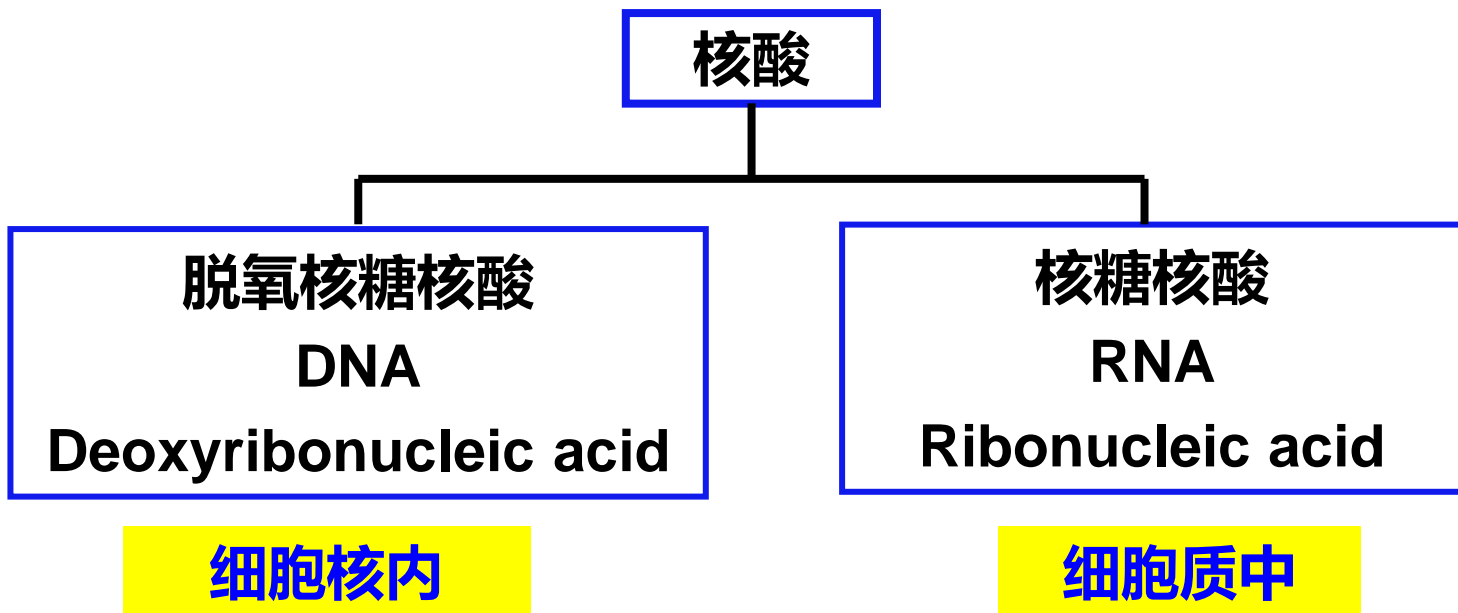 核酸
脱氧核糖核酸
DNA
Deoxyribonucleic acid
细胞核内
核糖核酸
RNA
Ribonucleic acid
细胞质中